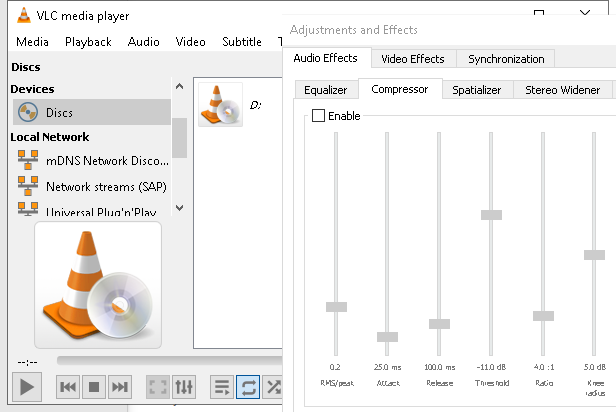 VLC media player
Media Playback Audio Video Subtitle T
Discs
Devices
Discs
Local Network
mDNS Network Disco...
Network streams (SAP)
Universal Plug'n'Play
D:
--:--
Adjustments and Effects
Audio Effects Video Effects Synchronization
Equalizer Compressor Spatializer Stereo Widener
Enable
0.2 25.0 ms 100.0 ms -11.0 dB 4.0 :1 5.0 dB
RMS/peak Attack Release Threshold Ratio Knee
radius